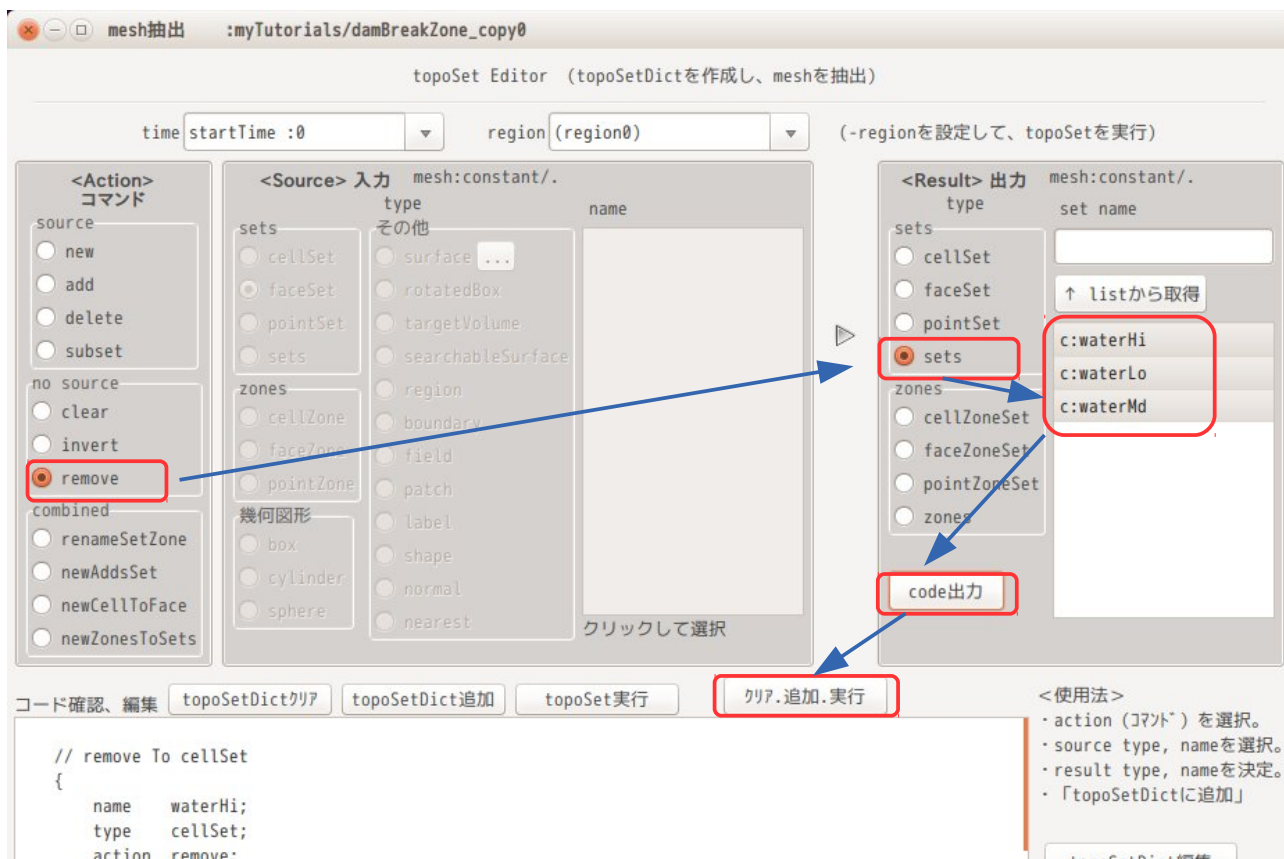 mesh抽出 :myTutorials/damBreakZone_copy0
topoSet Editor （topoSetDictを作成し、meshを抽出）
time startTime :0 region (region0) (-regionを設定して、topoSetを実行)
<Action>
コマンド
source
new
add
delete
subset
no source
clear
invert
remove
combined
renameSetZone
newAddsSet
newCellToFace
newZonesToSets
<Source> 入力 mesh:constant/.
type
name
sets
cellSet
faceSet
pointSet
sets
zones
cellZone
faceZone
pointZone
幾何図形
box
cylinder
sphere
その他
surface ...
rotatedBox
targetVolume
searchableSurface
region
boundary
field
patch
label
shape
normal
nearest
クリックして選択
<Result> 出力 mesh:constant/.
type
set name
sets
cellSet
faceSet
pointSet
sets
zones
cellZoneSet
faceZoneSet
pointZoneSet
zones
code出力
↑ listから取得
c:waterHi
c:waterLo
c:waterMd
コード確認、編集 topoSetDictｸﾘｱ topoSetDict追加 topoSet実行 ｸﾘｱ.追加.実行
// remove To cellSet
{
name waterHi;
type cellSet;
action remove;
＜使用法＞
・action (ｺﾏﾝﾄﾞ) を選択。
・source type, nameを選択。
・result type, nameを決定。
・「topoSetDictに追加」
topoSetDict編集